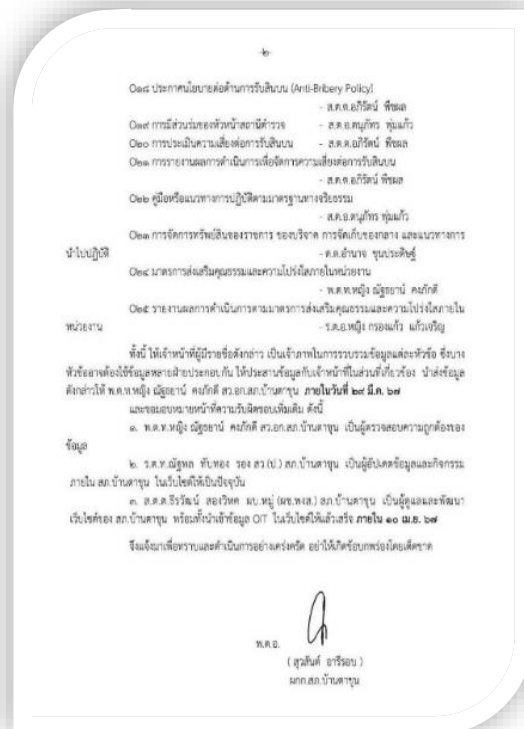 -๒-
O๑๘ ประกาศนโยบายต่อต้านการรับสินบน (Anti-Bribery Policy)
- ส.ต.ต.อภิรัตน์ พืชผล
O๑๙ การมีส่วนร่วมของหัวหน้าสถานีตำรวจ - ส.ต.อ.ตนุภัทร พุ่มแก้ว
O๒๐ การประเมินความเสี่ยงต่อการรับสินบน - ส.ต.ต.อภิรัตน์ พืชผล
O๒๑ การรายงานผลการดำเนินการเพื่อจัดการความเสี่ยงต่อการรับสินบน
- ส.ต.ต.อภิรัตน์ พืชผล
O๒๒ คู่มือหรือแนวทางการปฏิบัติตามมาตรฐานทางจริยธรรม
- ส.ต.อ.ตนุภัทร พุ่มแก้ว
O๒๓ การจัดการทรัพย์สินของราชการ ของบริจาค การจัดเก็บของกลาง และแนวทางการ
นำไปปฏิบัติ - ด.ต.อำนาจ ขุนประดิษฐ์
O๒๔ มาตรการส่งเสริมคุณธรรมและความโปร่งใสภายในหน่วยงาน
- พ.ต.ท.หญิง ณัฐธยาน์ คงภักดี
O๒๕ รายงานผลการดำเนินการตามมาตรการส่งเสริมคุณธรรมและความโปร่งใสภายใน
หน่วยงาน - ร.ต.อ.หญิง กรองแก้ว แก้วเจริญ
ทั้งนี้ ให้เจ้าหน้าที่ผู้มีรายชื่อดังกล่าว เป็นเจ้าภาพในการรวบรวมข้อมูลแต่ละหัวข้อ ซึ่งบาง
หัวข้ออาจต้องใช้ข้อมูลหลายฝ่ายประกอบกัน ให้ประสานข้อมูลกับเจ้าหน้าที่ในส่วนที่เกี่ยวข้อง นำส่งข้อมูล
ดังกล่าวให้ พ.ต.ท.หญิง ณัฐธยาน์ คงภักดี สว.อก.สภ.บ้านตาขุน ภายในวันที่ ๒๙ มี.ค. ๖๗
และขอมอบหมายหน้าที่ความรับผิดชอบเพิ่มเติม ดังนี้
๑. พ.ต.ท.หญิง ณัฐธยาน์ คงภักดี สว.อก.สภ.บ้านตาขุน เป็นผู้ตรวจสอบความถูกต้องของ
ข้อมูล
๒. ร.ต.ท.ณัฐพล ทับทอง รอง สว.(ป.) สภ.บ้านตาขุน เป็นผู้อัปเดตข้อมูลและกิจกรรม
ภายใน สภ.บ้านตาขุน ในเว็บไซต์ให้เป็นปัจจุบัน
๓. ส.ต.ต.ธีรวัฒน์ สองวิหค ผบ.หมู่ (ผช.พงส.) สภ.บ้านตาขุน เป็นผู้ดูแลและพัฒนา
เว็บไซต์ของ สภ.บ้านตาขุน พร้อมทั้งนำเข้าข้อมูล OIT ในเว็บไซต์ให้แล้วเสร็จ ภายใน ๑๐ เม.ย. ๖๗
จึงแจ้งมาเพื่อทราบและดำเนินการอย่างเคร่งครัด อย่าให้เกิดข้อบกพร่องโดยเด็ดขาด
พ.ต.อ.
( สุวสันต์ อารีรอบ )
ผกก.สภ.บ้านตาขุน